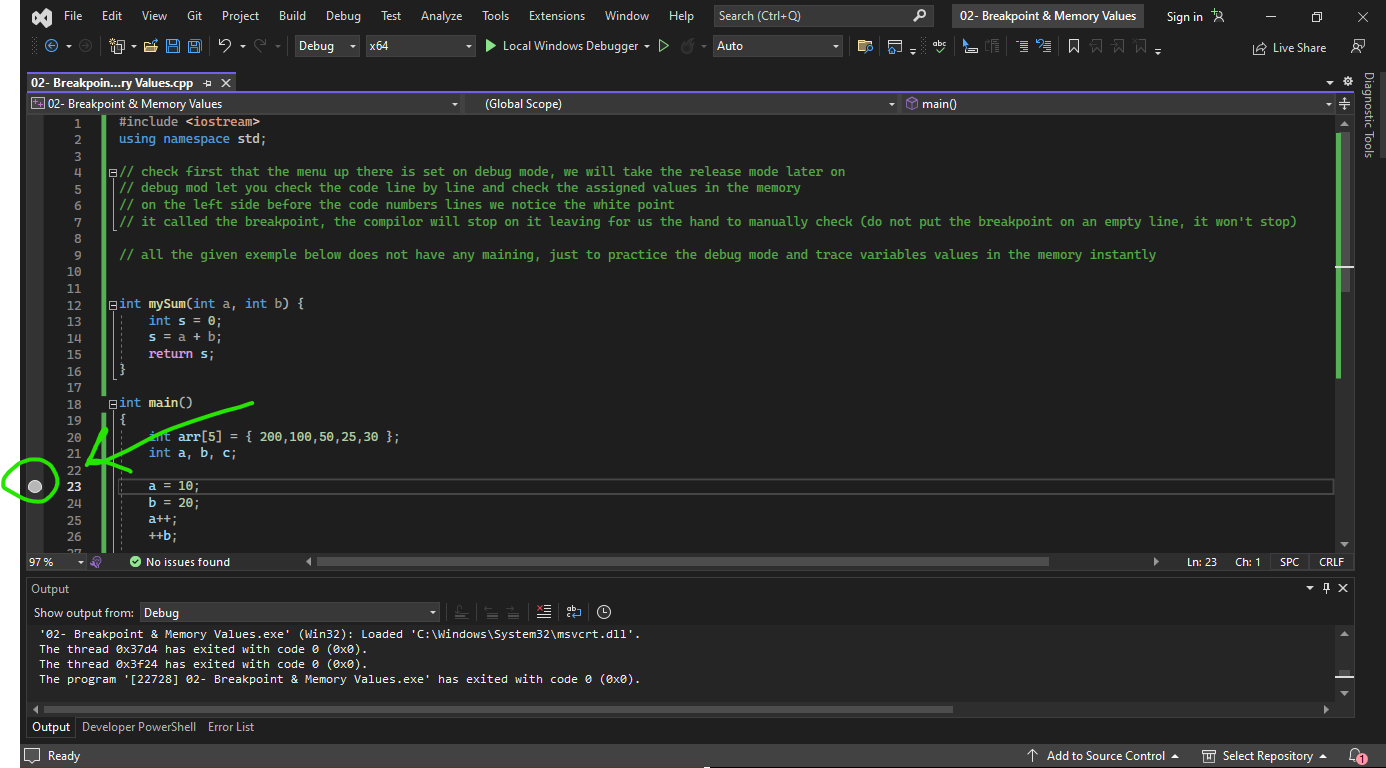 File Edit View Git Project Build Debug Test Analyze Tools Extensions Window Help Search (Ctrl+Q) 02- Breakpoint & Memory Values Sign in
Debug x64 Local Windows Debugger Auto abc Live Share
02- Breakpoin...ry Values.cpp
02- Breakpoint & Memory Values (Global Scope) main()
Diagnostic Tools
1 #include <iostream>
2 using namespace std;
3
4 // check first that the menu up there is set on debug mode, we will take the release mode later on
5 // debug mod let you check the code line by line and check the assigned values in the memory
6 // on the left side before the code numbers lines we notice the white point
7 // it called the breakpoint, the compilor will stop on it leaving for us the hand to manually check (do not put the breakpoint on an empty line, it won't stop)
8
9 // all the given exemple below does not have any maining, just to practice the debug mode and trace variables values in the memory instantly
10
11
12 int mySum(int a, int b) {
13 int s = 0;
14 s = a + b;
15 return s;
16 }
17
18 int main()
19 {
20 int arr[5] = { 200,100,50,25,30 };
21 int a, b, c;
22
23 a = 10;
24 b = 20;
25 a++;
26 ++b;
27
97 % No issues found Ln: 23 Ch: 1 SPC CRLF
Output
Show output from: Debug
'02- Breakpoint & Memory Values.exe' (Win32): Loaded 'C:\Windows\System32\msvcrt.dll'.
The thread 0x37d4 has exited with code 0 (0x0).
The thread 0x3f24 has exited with code 0 (0x0).
The program '[22728] 02- Breakpoint & Memory Values.exe' has exited with code 0 (0x0).
Output Developer PowerShell Error List
Ready Add to Source Control Select Repository 1